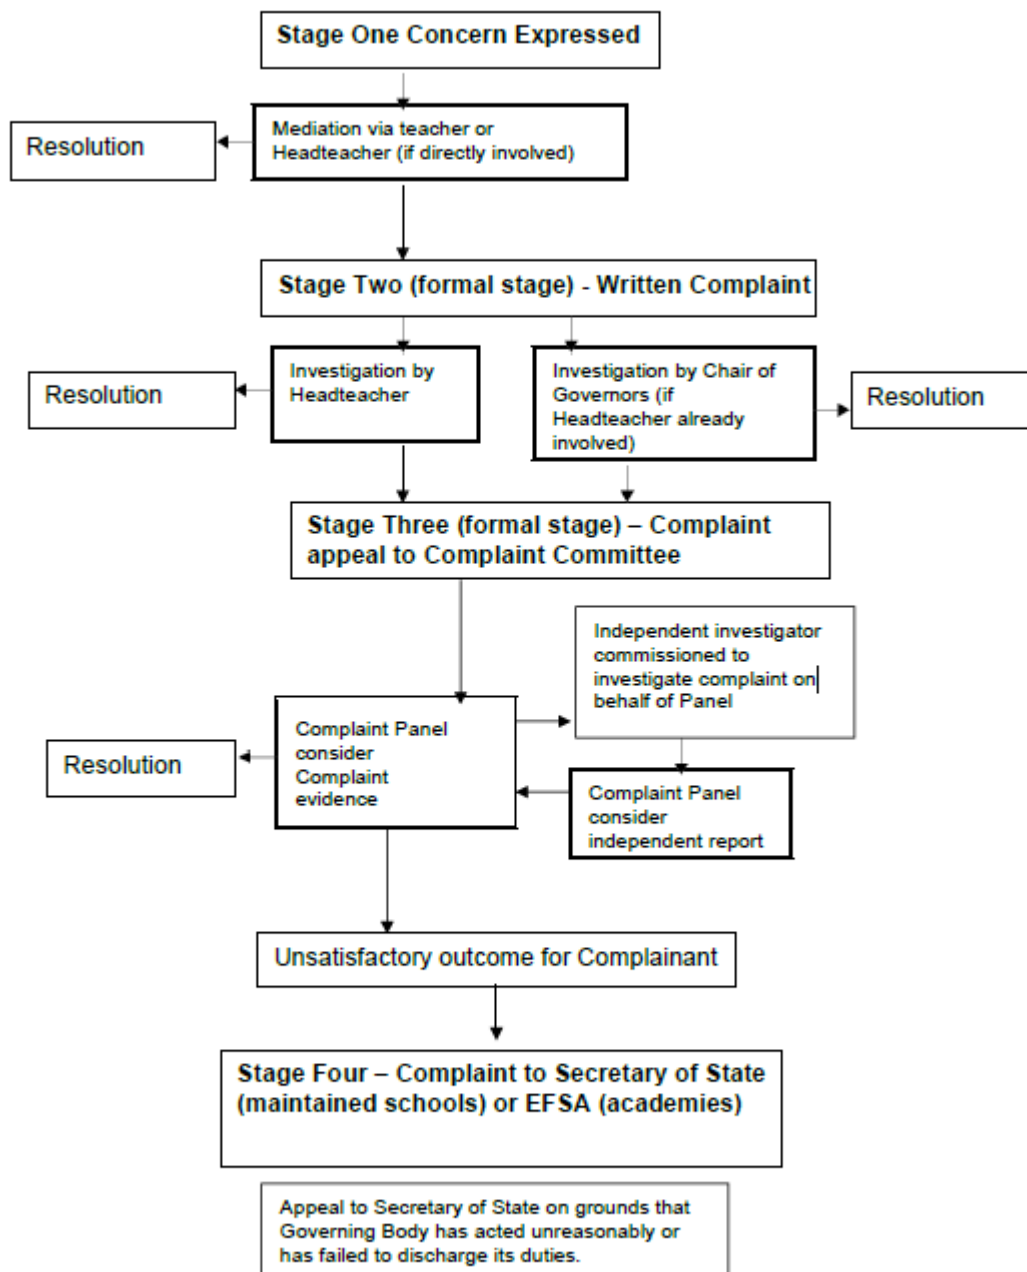 Stage One Concern Expressed
Mediation via teacher or
Headteacher (if directly involved)
Resolution
Stage Two (formal stage) - Written Complaint
Investigation by
Headteacher
Resolution
Investigation by Chair of
Governors (if
Headteacher already
involved)
Resolution
Stage Three (formal stage) – Complaint
appeal to Complaint Committee
Independent investigator
commissioned to
investigate complaint on
behalf of Panel
Complaint Panel
consider
Complaint
evidence
Resolution
Complaint Panel
consider
independent report
Unsatisfactory outcome for Complainant
Stage Four – Complaint to Secretary of State
(maintained schools) or EFSA (academies)
Appeal to Secretary of State on grounds that
Governing Body has acted unreasonably or
has failed to discharge its duties.